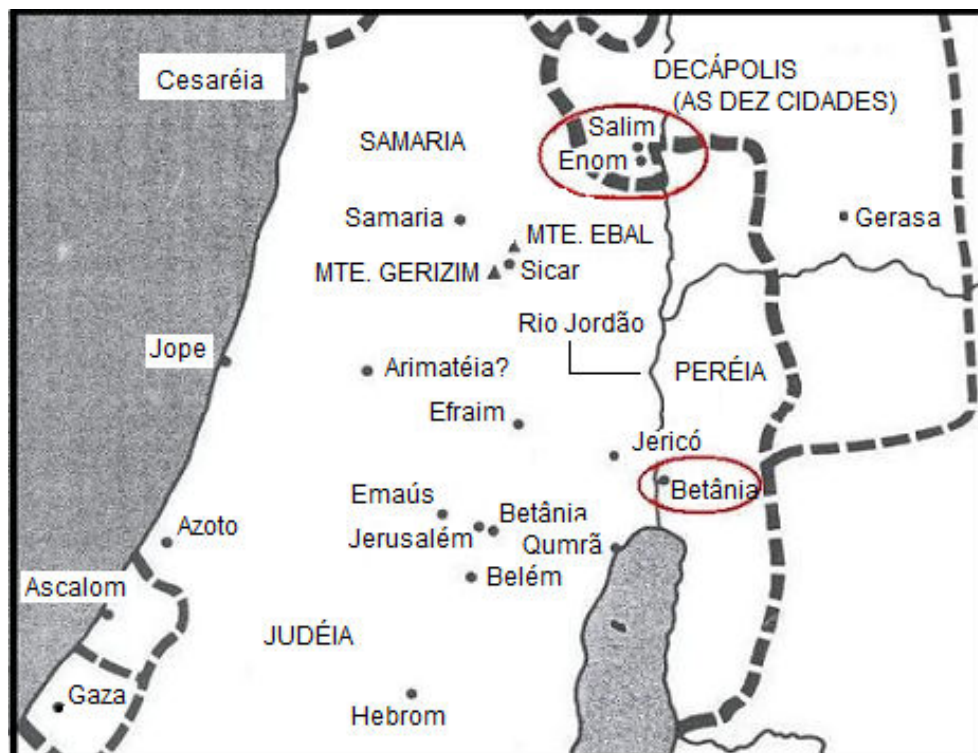 Cesaréia
DECÁPOLIS
(AS DEZ CIDADES)
Salim
SAMARIA
Enom
Samaria
Gerasa
MTE. EBAL
MTE. GERIZIM
Sicar
Rio Jordão
Jope
Arimatéia?
PERÉIA
Efraim
Jericó
Betânia
Emaús
Betânia
Azoto
Jerusalém
Qumrã
Belém
Ascalom
JUDÉIA
Gaza
Hebrom